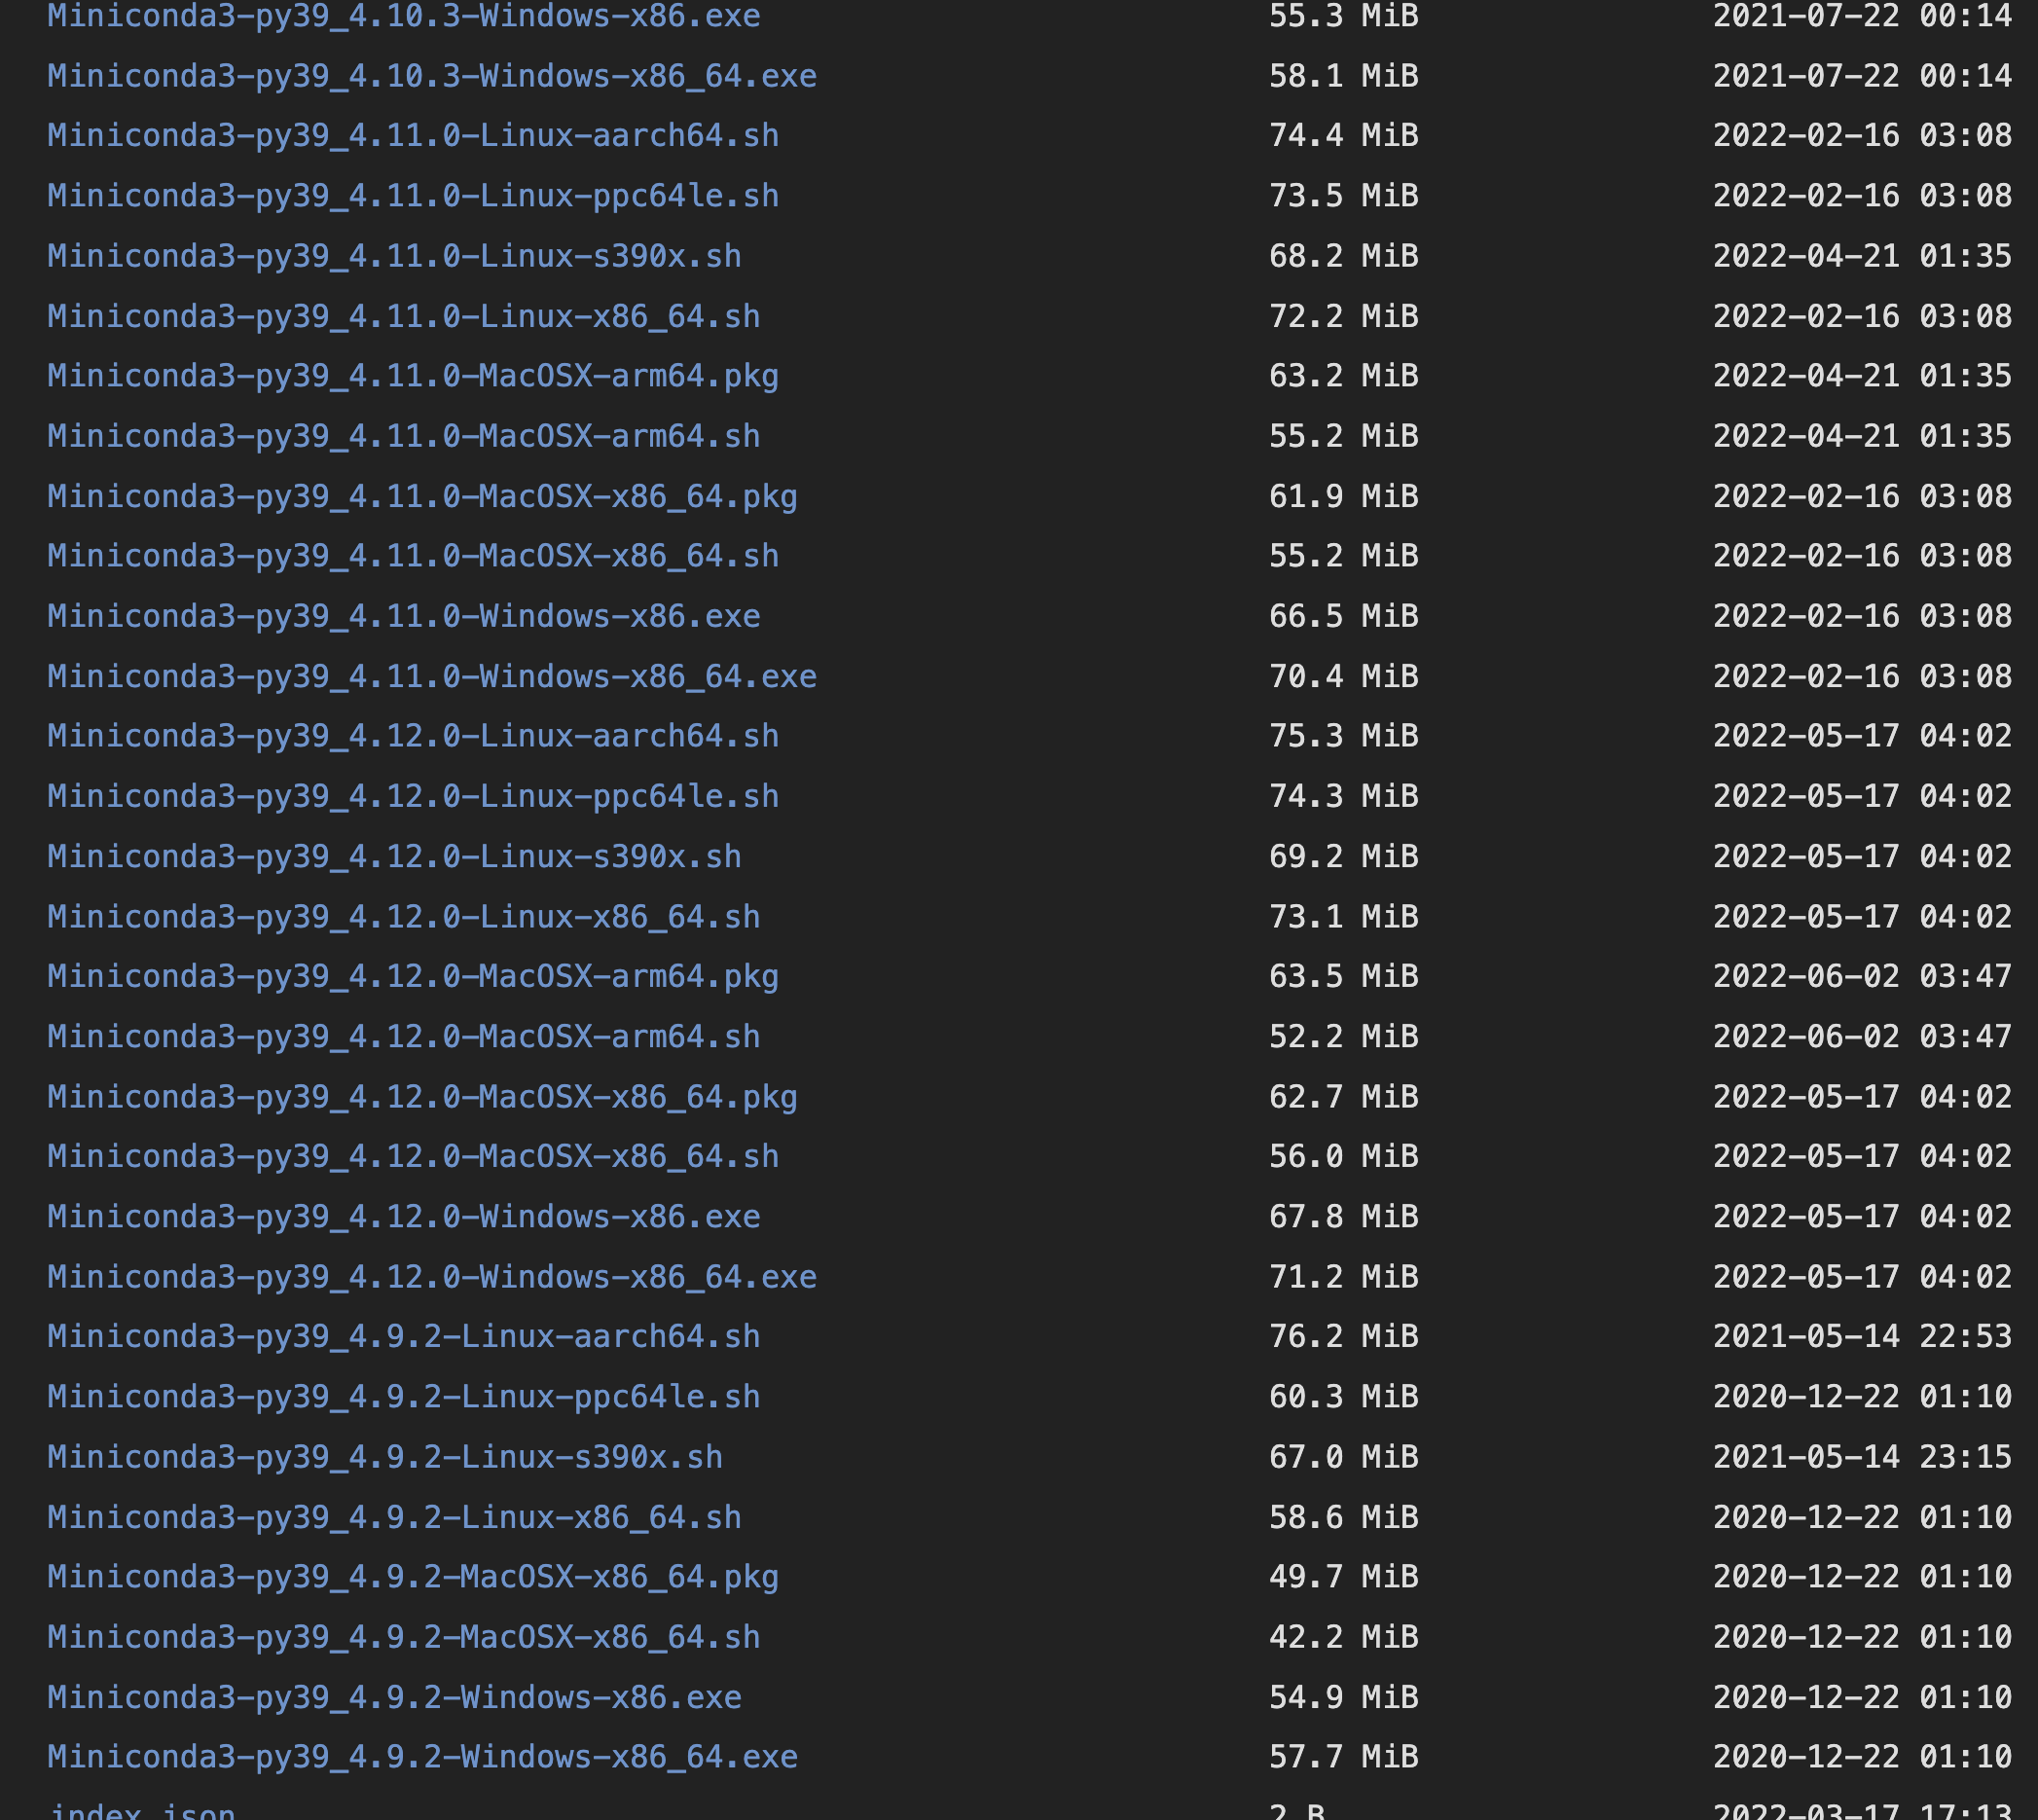 Miniconda3-py39_4.10.3-Windows-x86.exe 55.3 MiB 2021-07-22 00:14
Miniconda3-py39_4.10.3-Windows-x86_64.exe 58.1 MiB 2021-07-22 00:14
Miniconda3-py39_4.11.0-Linux-aarch64.sh 74.4 MiB 2022-02-16 03:08
Miniconda3-py39_4.11.0-Linux-ppc64le.sh 73.5 MiB 2022-02-16 03:08
Miniconda3-py39_4.11.0-Linux-s390x.sh 68.2 MiB 2022-04-21 01:35
Miniconda3-py39_4.11.0-Linux-x86_64.sh 72.2 MiB 2022-02-16 03:08
Miniconda3-py39_4.11.0-MacOSX-arm64.pkg 63.2 MiB 2022-04-21 01:35
Miniconda3-py39_4.11.0-MacOSX-arm64.sh 55.2 MiB 2022-04-21 01:35
Miniconda3-py39_4.11.0-MacOSX-x86_64.pkg 61.9 MiB 2022-02-16 03:08
Miniconda3-py39_4.11.0-MacOSX-x86_64.sh 55.2 MiB 2022-02-16 03:08
Miniconda3-py39_4.11.0-Windows-x86.exe 66.5 MiB 2022-02-16 03:08
Miniconda3-py39_4.11.0-Windows-x86_64.exe 70.4 MiB 2022-02-16 03:08
Miniconda3-py39_4.12.0-Linux-aarch64.sh 75.3 MiB 2022-05-17 04:02
Miniconda3-py39_4.12.0-Linux-ppc64le.sh 74.3 MiB 2022-05-17 04:02
Miniconda3-py39_4.12.0-Linux-s390x.sh 69.2 MiB 2022-05-17 04:02
Miniconda3-py39_4.12.0-Linux-x86_64.sh 73.1 MiB 2022-05-17 04:02
Miniconda3-py39_4.12.0-MacOSX-arm64.pkg 63.5 MiB 2022-06-02 03:47
Miniconda3-py39_4.12.0-MacOSX-arm64.sh 52.2 MiB 2022-06-02 03:47
Miniconda3-py39_4.12.0-MacOSX-x86_64.pkg 62.7 MiB 2022-05-17 04:02
Miniconda3-py39_4.12.0-MacOSX-x86_64.sh 56.0 MiB 2022-05-17 04:02
Miniconda3-py39_4.12.0-Windows-x86.exe 67.8 MiB 2022-05-17 04:02
Miniconda3-py39_4.12.0-Windows-x86_64.exe 71.2 MiB 2022-05-17 04:02
Miniconda3-py39_4.9.2-Linux-aarch64.sh 76.2 MiB 2021-05-14 22:53
Miniconda3-py39_4.9.2-Linux-ppc64le.sh 60.3 MiB 2020-12-22 01:10
Miniconda3-py39_4.9.2-Linux-s390x.sh 67.0 MiB 2021-05-14 23:15
Miniconda3-py39_4.9.2-Linux-x86_64.sh 58.6 MiB 2020-12-22 01:10
Miniconda3-py39_4.9.2-MacOSX-x86_64.pkg 49.7 MiB 2020-12-22 01:10
Miniconda3-py39_4.9.2-MacOSX-x86_64.sh 42.2 MiB 2020-12-22 01:10
Miniconda3-py39_4.9.2-Windows-x86.exe 54.9 MiB 2020-12-22 01:10
Miniconda3-py39_4.9.2-Windows-x86_64.exe 57.7 MiB 2020-12-22 01:10
index.json 2 B 2022-03-17 17:13